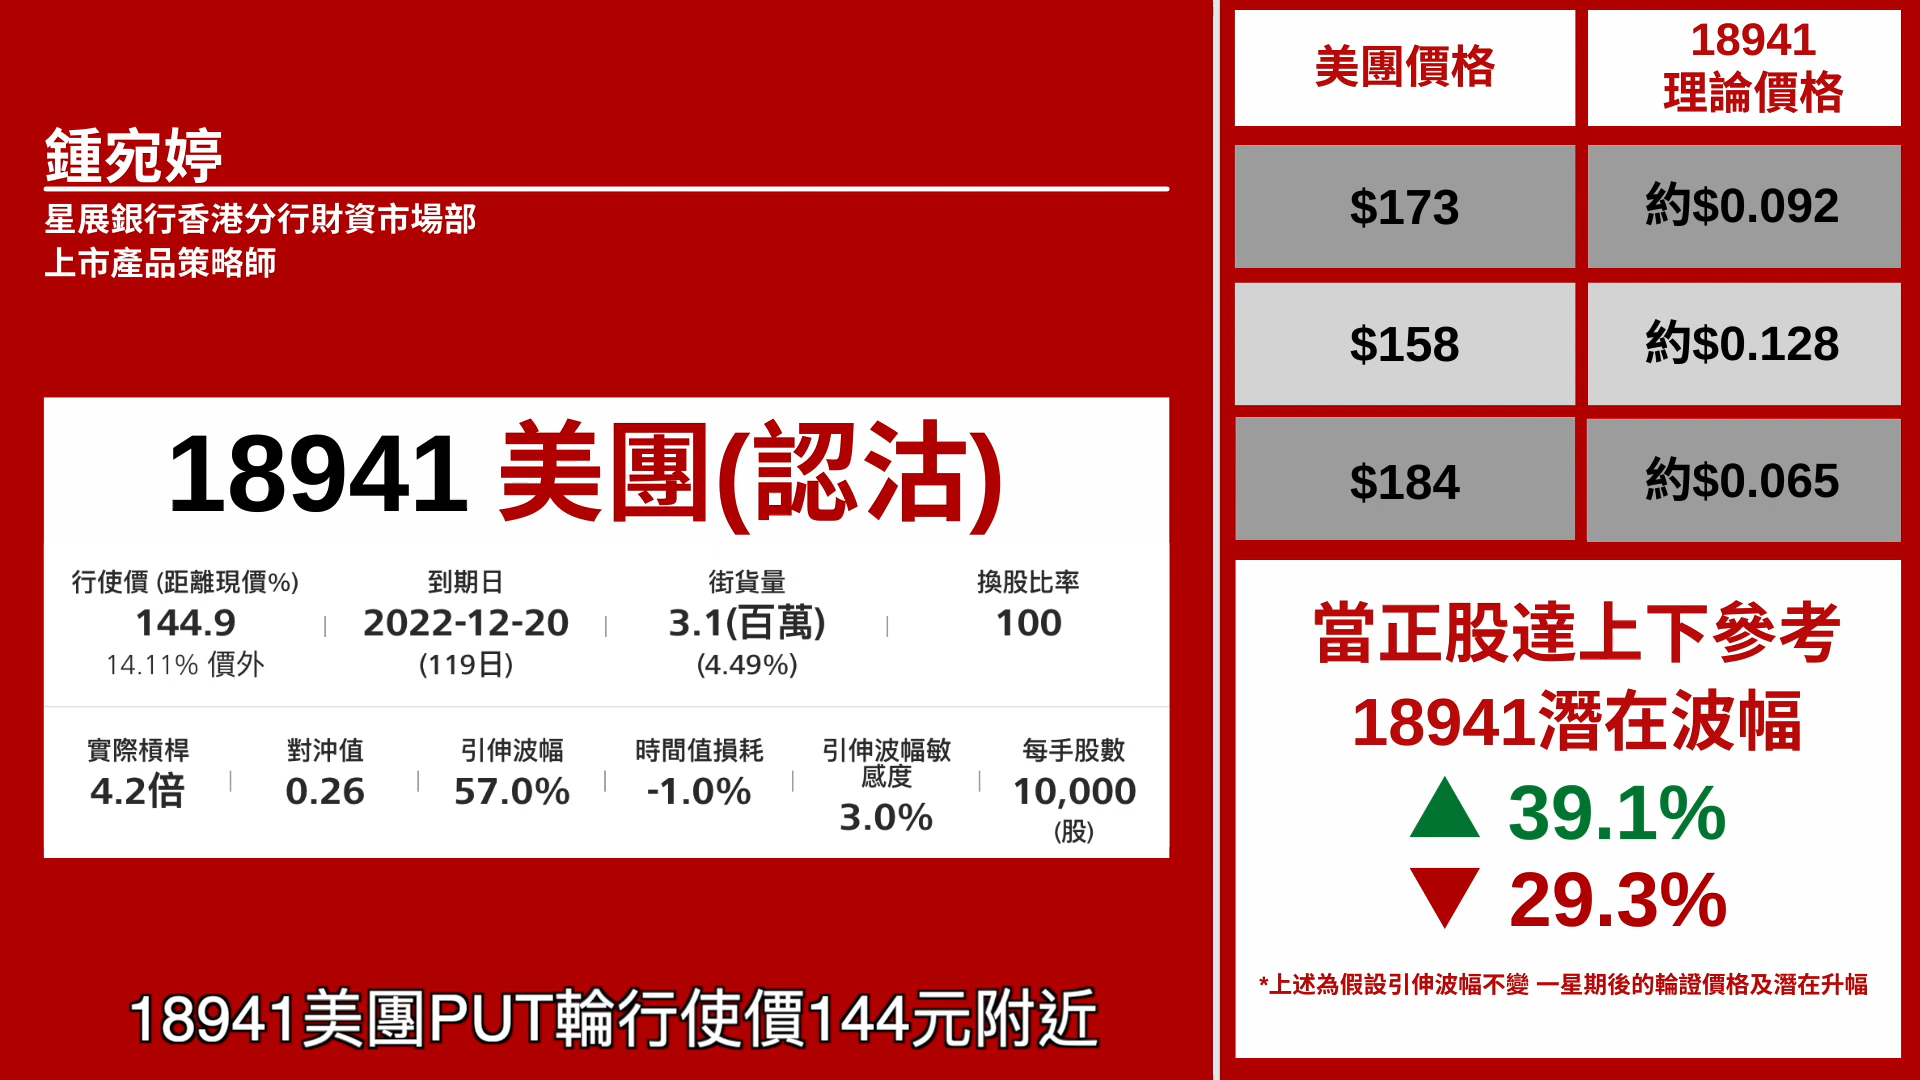 鍾宛婷
星展銀行香港分行財資市場部
上市產品策略師
18941 美團(認沽)
行使價 (距離現價%)
144.9
14.11% 價外
到期日
2022-12-20
(119日)
街貨量
3.1(百萬)
(4.49%)
換股比率
100
實際槓桿
4.2倍
對沖值
0.26
引伸波幅
57.0%
時間值損耗
-1.0%
引伸波幅敏
感度
3.0%
每手股數
10,000
(股)
18941美團PUT輪行使價144元附近
美團價格
18941
理論價格
$173
約$0.092
$158
約$0.128
$184
約$0.065
當正股達上下參考
18941潛在波幅
39.1%
29.3%
*上述為假設引伸波幅不變 一星期後的輪證價格及潛在升幅